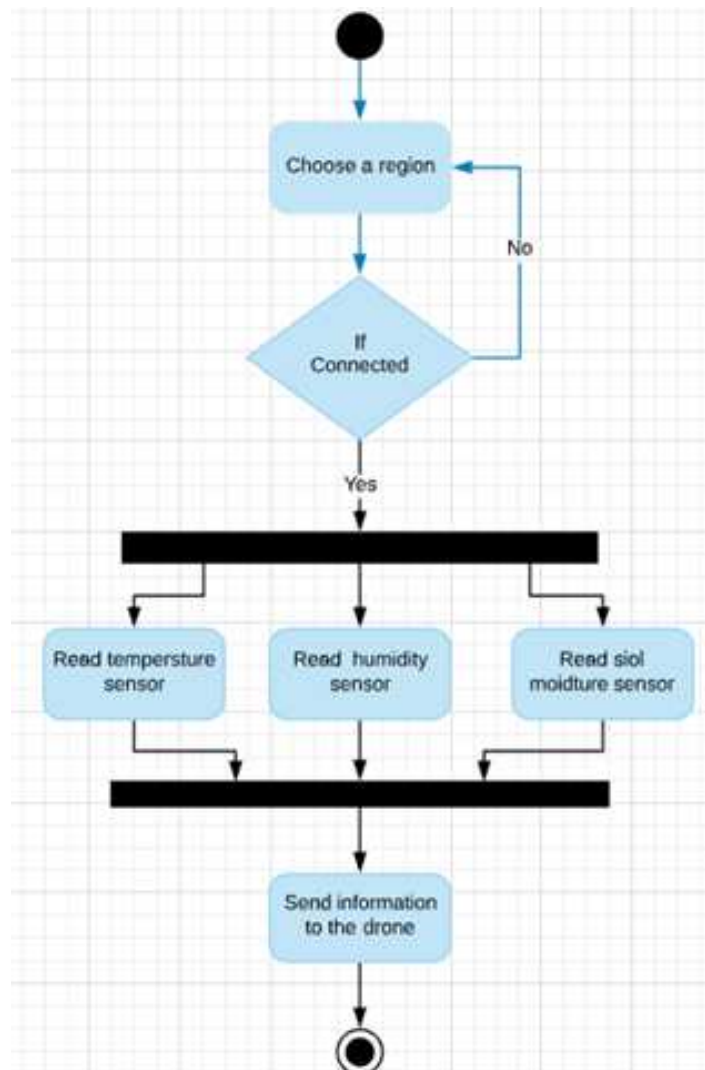 Choose a region
No
If
Connected
Yes
Read tempersture
sensor
Read humidity
sensor
Read siol
moidture sensor
Send information
to the drone